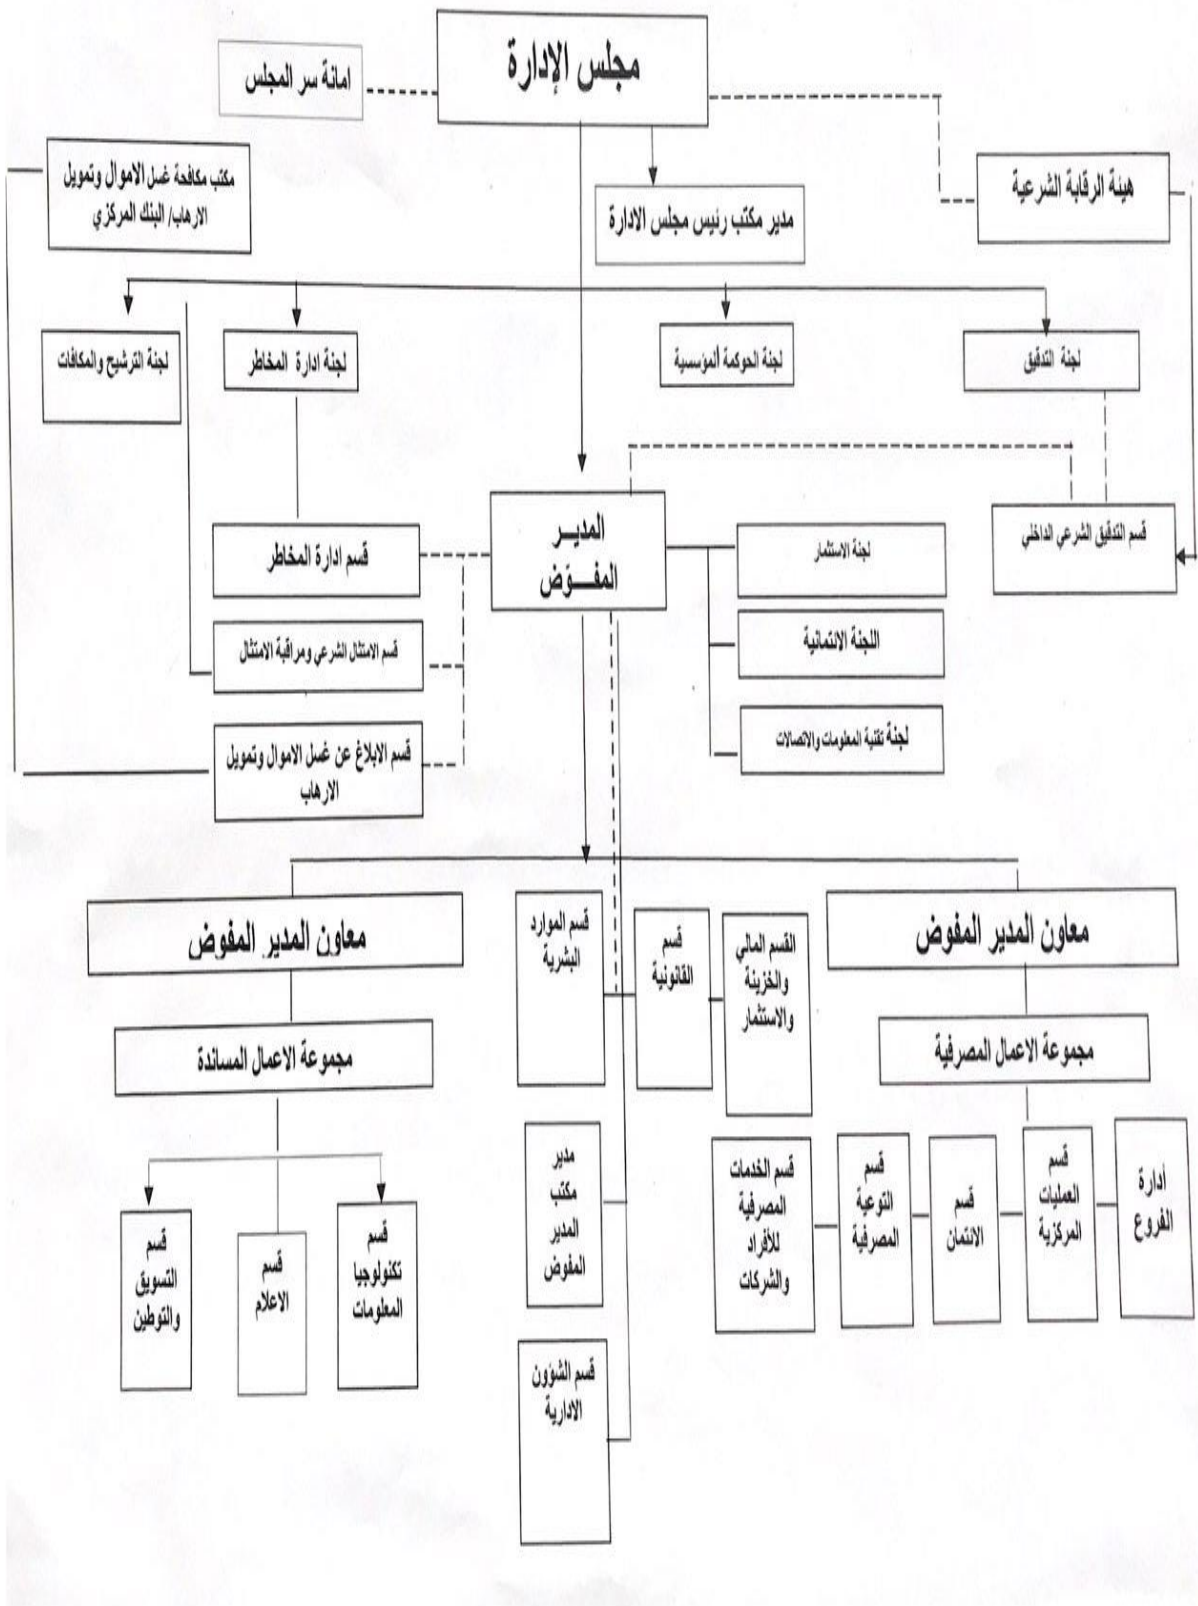 مجلس الإدارة
امانة سر المجلس
هيئة الرقابة الشرعية
مكتب مكافحة غسل الاموال وتمويل
الارهاب/ البنك المركزي
مدير مكتب رئيس مجلس الادارة
لجنة التدقيق
لجنة الحوكمة ألمؤسسية
لجنة ادارة المخاطر
لجنة الترشيح والمكافات
قسم التدقيق الشرعي الداخلي
المديــر
المفــوّض
لجنة الاستثمار
اللجنة الائتمانية
لجنة تقنية المعلومات والاتصالات
قسم ادارة المخاطر
قسم الامتثال الشرعي ومراقبة الامتثال
قسم الابلاغ عن غسل الاموال وتمويل
الارهاب
معاون المدير المفوض
مجموعة الاعمال المصرفية
أدارة
الفروع
قسم
العمليات
المركزية
قسم
الائتمان
قسم
التوعية
المصرفية
قسم الخدمات
المصرفية
للأفراد
والشركات
القسم المالي
والخزينة
والاستثمار
قسم
القانونية
قسم الموارد
البشرية
مدير
مكتب
المدير
المفوض
قسم الشؤون
الادارية
معاون المدير المفوض
مجموعة الاعمال المساندة
قسم
تكنولوجيا
المعلومات
قسم
الاعلام
قسم
التسويق
والتوطين